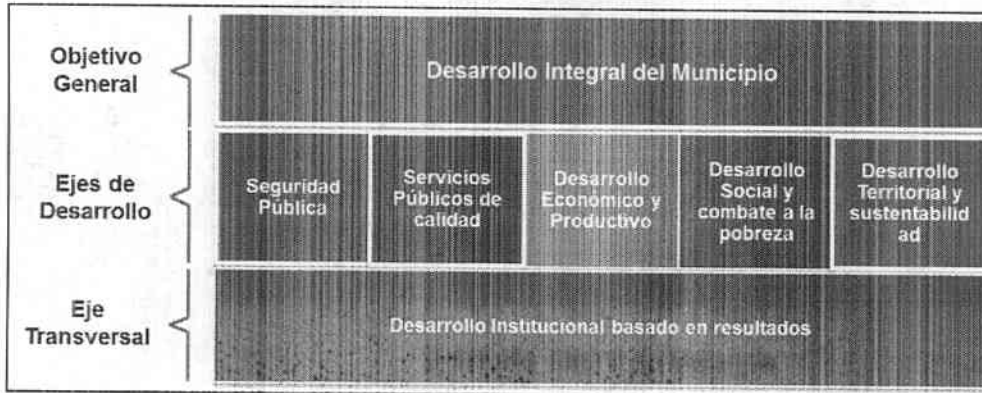 Objetivo
General
Desarrollo Integral del Municipio
Ejes de
Desarrollo
Seguridad
Pública
Servicios
Públicos de
calidad
Desarrollo
Económico y
Productivo
Desarrollo
Social y
combate a la
pobreza
Desarrollo
Territorial y
sustentabilid
ad
Eje
Transversal
Desarrollo Institucional basado en resultados